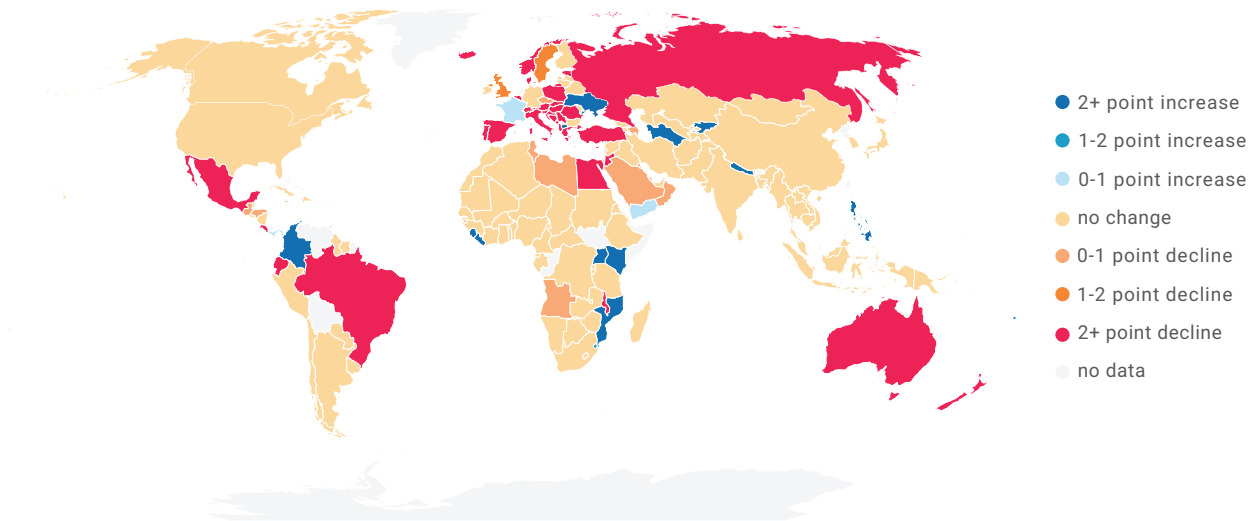 2+ point increase
1-2 point increase
0-1 point increase
no change
0-1 point decline
1-2 point decline
2+ point decline
no data